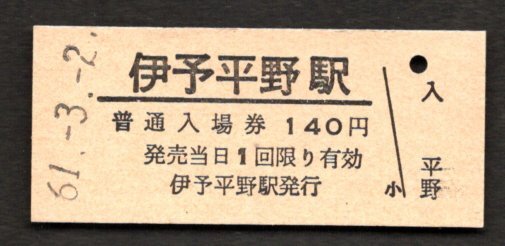 61.-3.-2.
伊予平野駅
普通入場券 140円
発売当日1回限り有効
伊予平野駅発行
入
平野
小